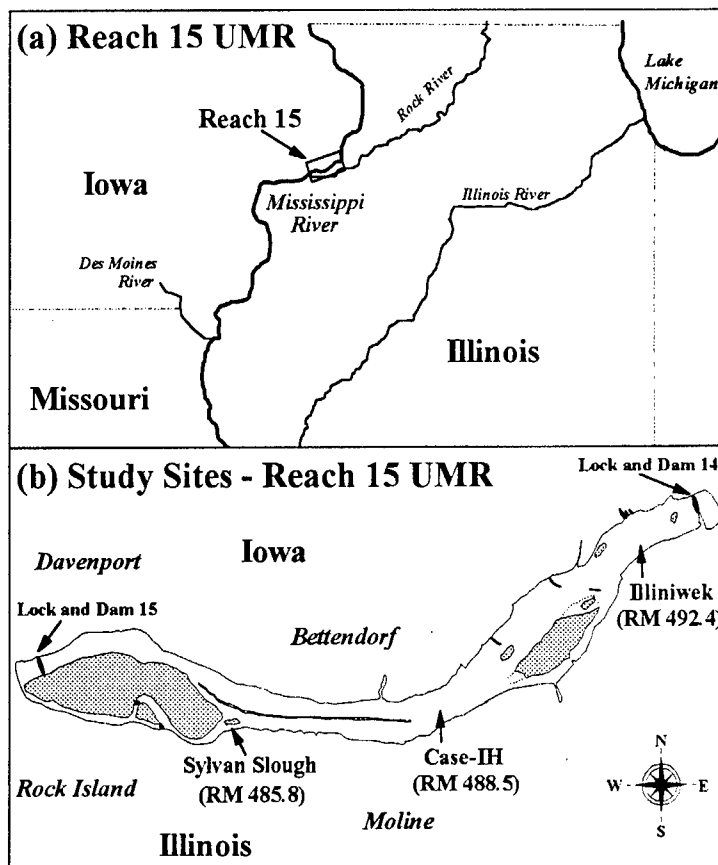 (a) Reach 15 UMR
Lake
Michigan
Rock River
Reach 15
Iowa
Mississippi
River
Illinois River
Des Moines
River
Illinois
Missouri
(b) Study Sites - Reach 15 UMR
Lock and Dam 14
Iowa
Davenport
Illiniwek
(RM 492.4)
Lock and Dam 15
Bettendorf
Sylvan Slough
(RM 485.8)
Case-IH
(RM 488.5)
Rock Island
Moline
Illinois
N
W E
S